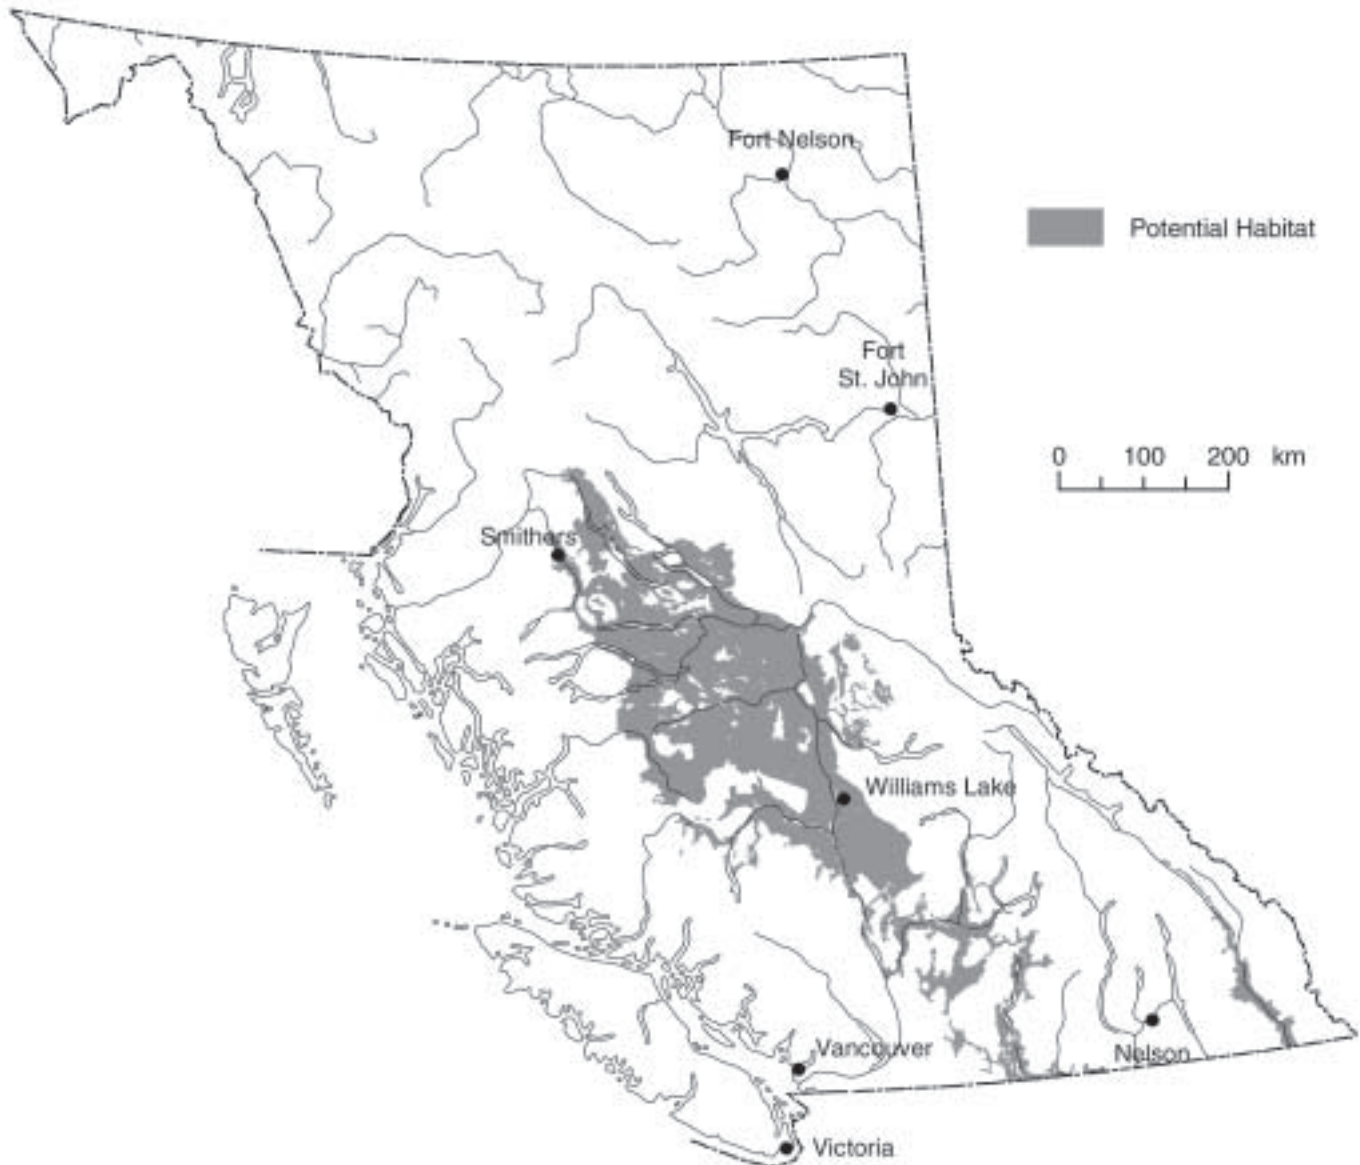 Fort Nelson
Potential Habitat
Fort
St. John
0 100 200 km
Smithers
Williams Lake
Vancouver
Nelson
Victoria